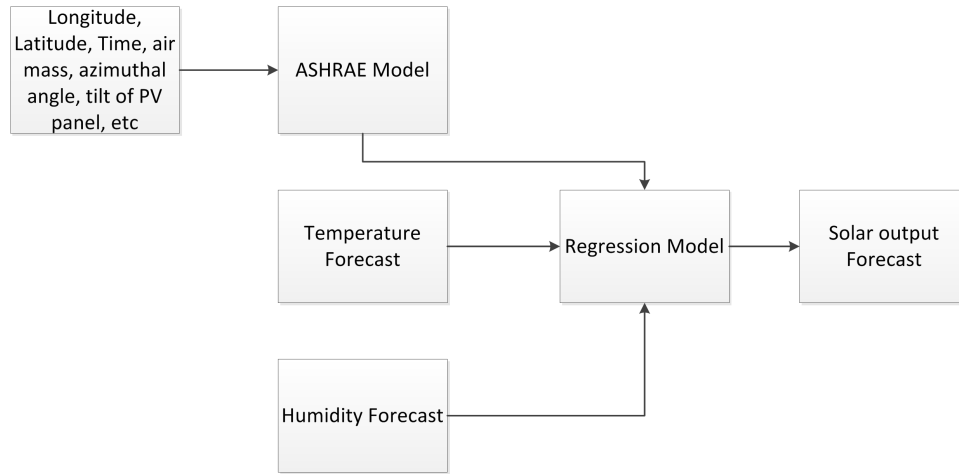 Longitude,
Latitude, Time, air
mass, azimuthal
angle, tilt of PV
panel, etc
ASHRAE Model
Temperature
Forecast
Regression Model
Solar output
Forecast
Humidity Forecast